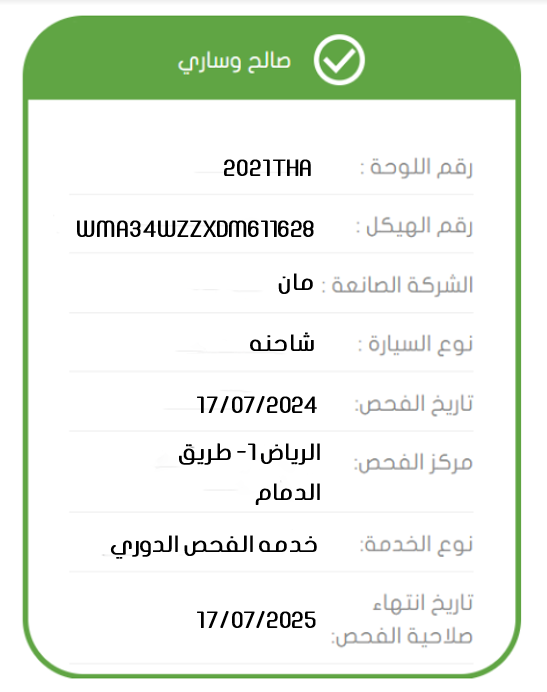 صالح وساري
رقم اللوحة : 2021THA
رقم الهيكل : WMA34WZZXDM611628
الشركة الصانعة : مان
نوع السيارة : شاحنه
تاريخ الفحص: 17/07/2024
مركز الفحص: الرياض 1- طريق
الدمام
نوع الخدمة: خدمه الفحص الدوري
تاريخ انتهاء
صلاحية الفحص: 17/07/2025